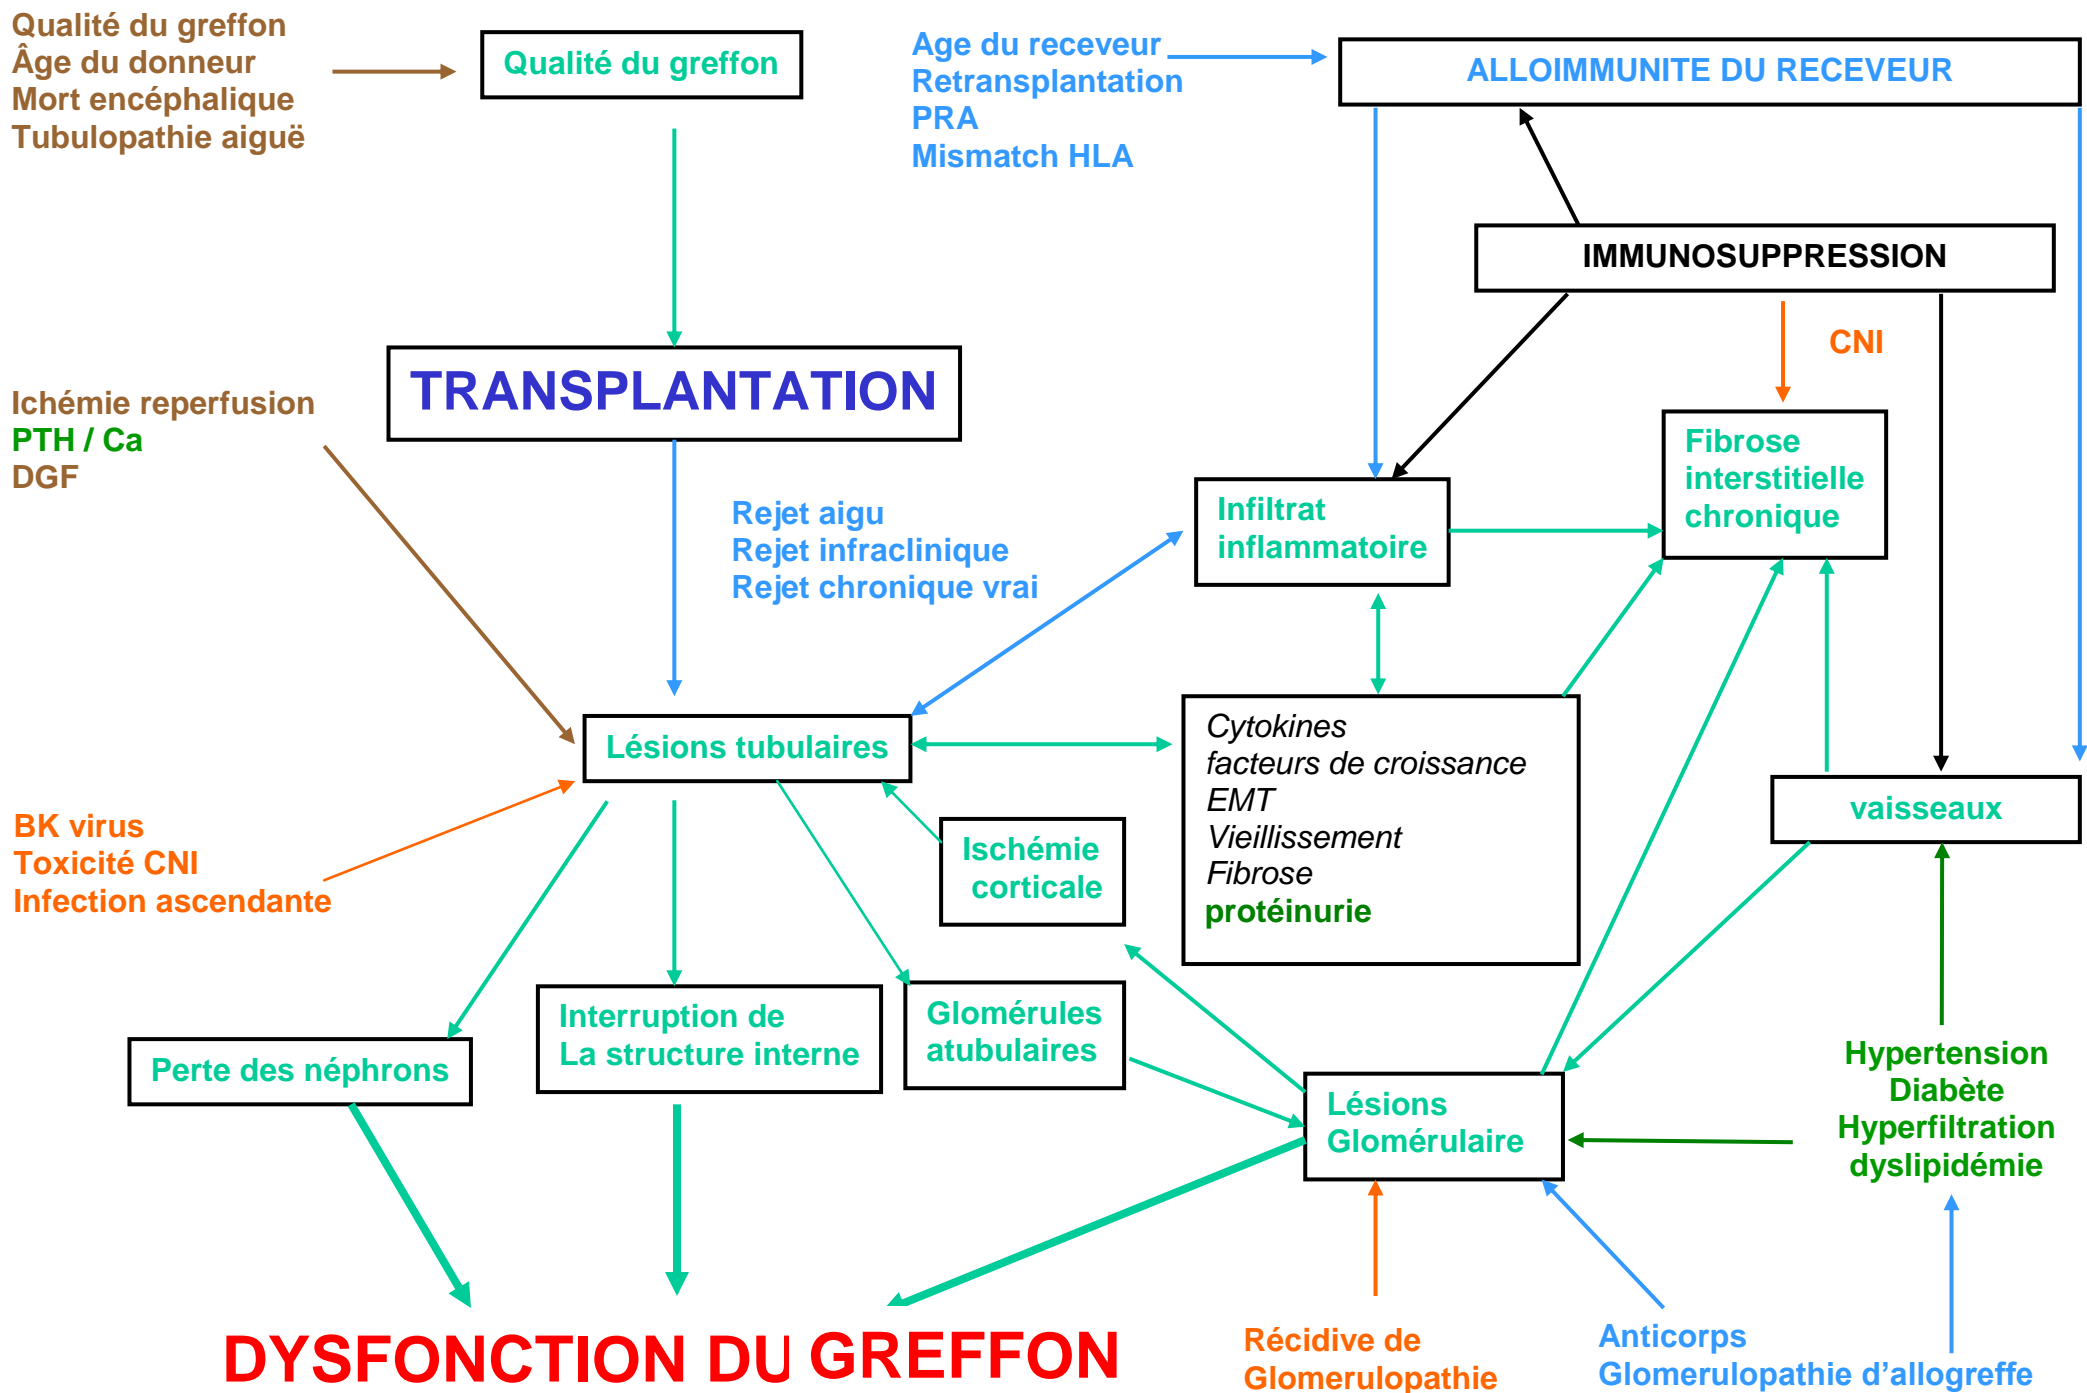 Qualité du greffon
Âge du donneur
Mort encéphalique
Tubulopathie aiguë
Qualité du greffon
Age du receveur
Retransplantation
PRA
Mismatch HLA
ALLOIMMUNITE DU RECEVEUR
IMMUNOSUPPRESSION
CNI
TRANSPLANTATION
Ichémie reperfusion
PTH / Ca
DGF
Rejet aigu
Rejet infraclinique
Rejet chronique vrai
Infiltrat
inflammatoire
Fibrose
interstitielle
chronique
Lésions tubulaires
Cytokines
facteurs de croissance
EMT
Vieillissement
Fibrose
protéinurie
vaisseaux
BK virus
Toxicité CNI
Infection ascendante
Ischémie
corticale
Perte des néphrons
Interruption de
La structure interne
Glomérules
atubulaires
Lésions
Glomérulaire
Hypertension
Diabète
Hyperfiltration
dyslipidémie
DYSFONCTION DU GREFFON
Récidive de
Glomerulopathie
Anticorps
Glomerulopathie d’allogreffe